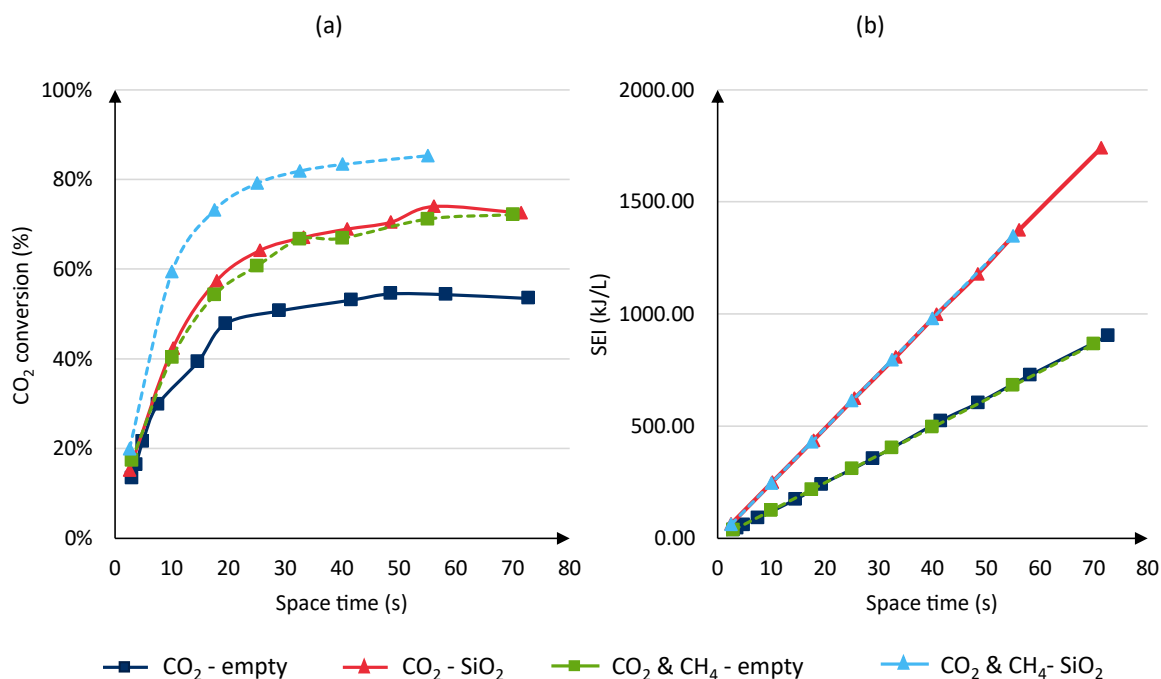 (a)
(b)
CO₂ conversion (%)
100%
80%
60%
40%
20%
0%
0 10 20 30 40 50 60 70 80
Space time (s)
SEI (kJ/L)
2000.00
1500.00
1000.00
500.00
0.00
0 10 20 30 40 50 60 70 80
Space time (s)
CO₂ - empty
CO₂ - SiO₂
CO₂ & CH₄ - empty
CO₂ & CH₄- SiO₂